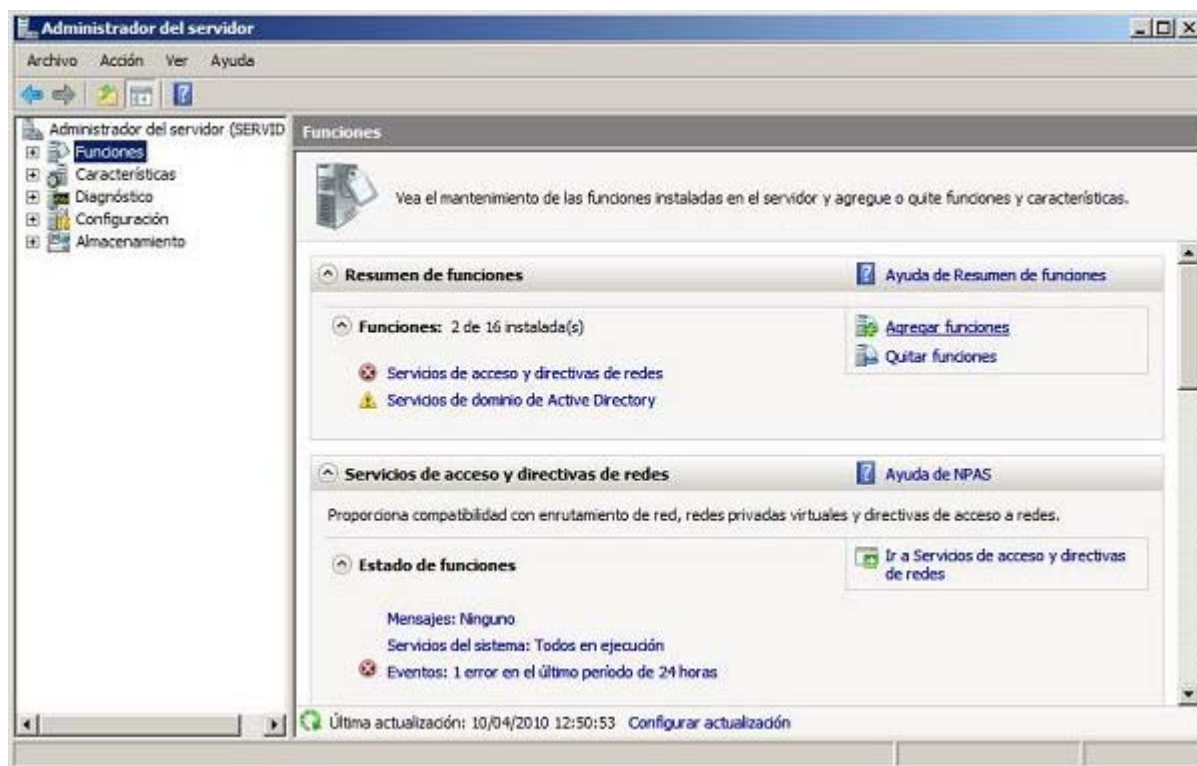 Administrador del servidor
Archivo Acción Ver Ayuda
Administrador del servidor (SERVID
Funciones
Características
Diagnóstico
Configuración
Almacenamiento
Funciones
Vea el mantenimiento de las funciones instaladas en el servidor y agregue o quite funciones y características.
Resumen de funciones
Ayuda de Resumen de funciones
Funciones: 2 de 16 instalada(s)
Agregar funciones
Quitar funciones
Servicios de acceso y directivas de redes
Servicios de dominio de Active Directory
Servicios de acceso y directivas de redes
Ayuda de NPAS
Proporciona compatibilidad con enrutamiento de red, redes privadas virtuales y directivas de acceso a redes.
Estado de funciones
Ir a Servicios de acceso y directivas
de redes
Mensajes: Ninguno
Servicios del sistema: Todos en ejecución
Eventos: 1 error en el último período de 24 horas
Última actualización: 10/04/2010 12:50:53 Configurar actualización